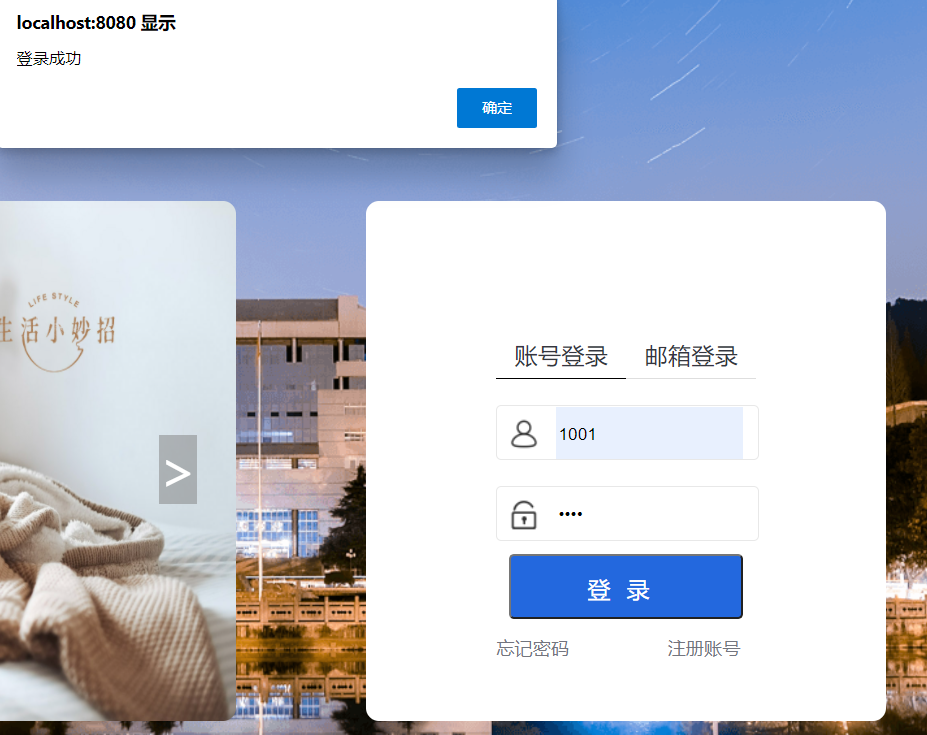 localhost:8080 显示
登录成功
确定
LIFE STYLE
生活小妙招
>
账号登录 邮箱登录
1001
••••
登 录
忘记密码 注册账号